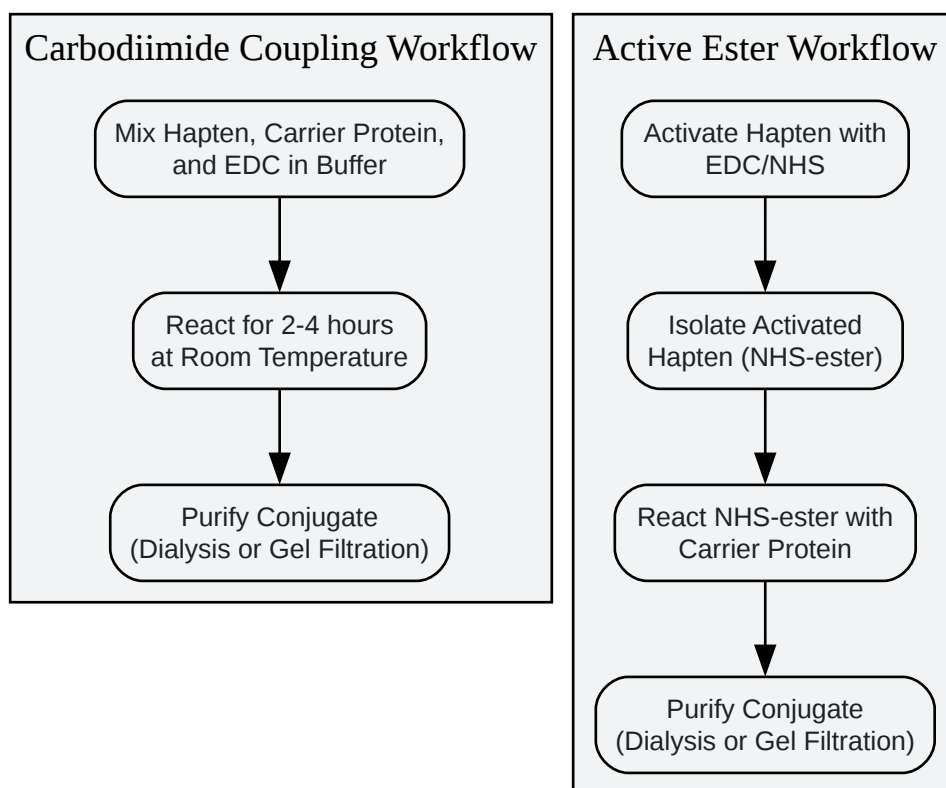 Carbodiimide Coupling Workflow
Mix Hapten, Carrier Protein,
and EDC in Buffer
React for 2-4 hours
at Room Temperature
Purify Conjugate
(Dialysis or Gel Filtration)
Active Ester Workflow
Activate Hapten with
EDC/NHS
Isolate Activated
Hapten (NHS-ester)
React NHS-ester with
Carrier Protein
Purify Conjugate
(Dialysis or Gel Filtration)